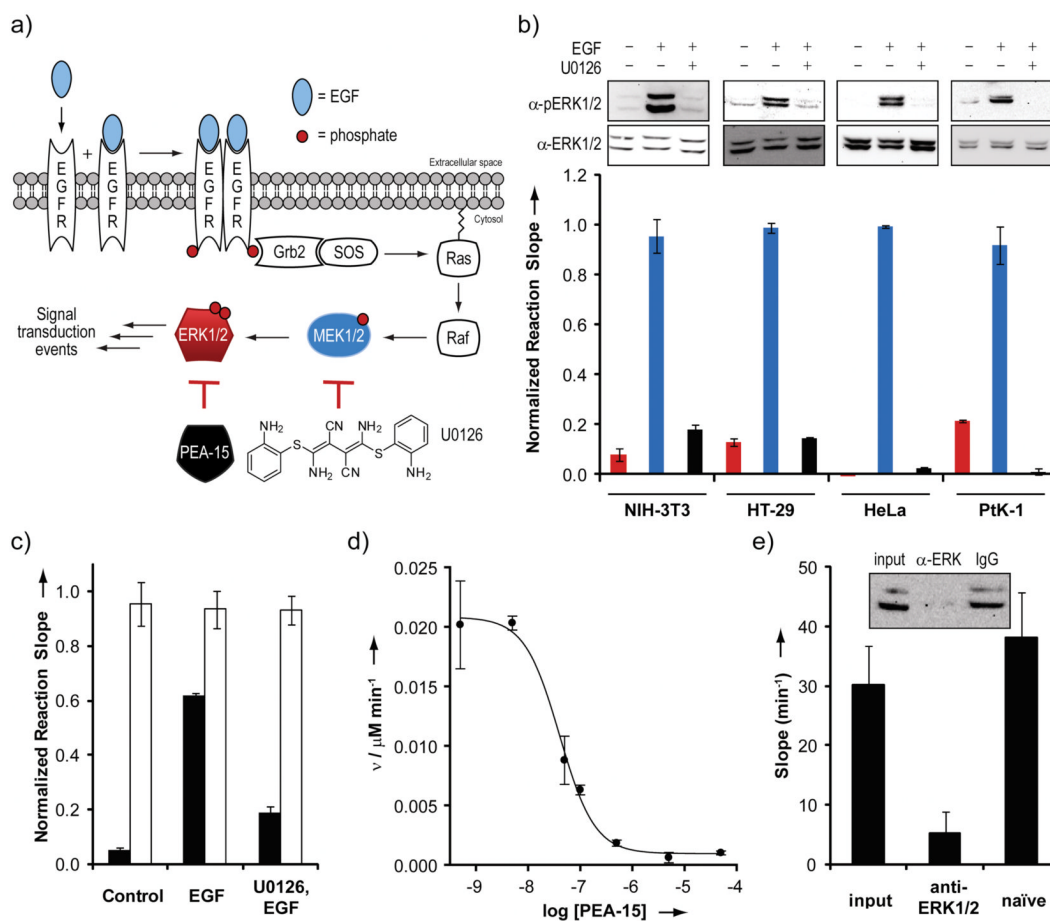 a)
= EGF
= phosphate
EGFR
+
EGFR
EGFR
EGFR
Extracellular space
Cytosol
Grb2
SOS
Ras
Signal
transduction
events
ERK1/2
MEK1/2
Raf
PEA-15
NH2
S
CN
NH2
NH2
CN
S
NH2
U0126
b)
EGF – + + – + + – + + – + +
U0126 – – + – – + – – + – – +
α-pERK1/2
α-ERK1/2
Normalized Reaction Slope
1.2
1.0
0.8
0.6
0.4
0.2
0.0
NIH-3T3 HT-29 HeLa PtK-1
c)
Normalized Reaction Slope
1.0
0.8
0.6
0.4
0.2
0.0
Control EGF U0126,
EGF
d)
ν / μM min-1
0.025
0.020
0.015
0.010
0.005
0.000
-9 -8 -7 -6 -5 -4
log [PEA-15]
e)
input α-ERK IgG
Slope (min-1)
50
40
30
20
10
0
input anti-
ERK1/2 naïve